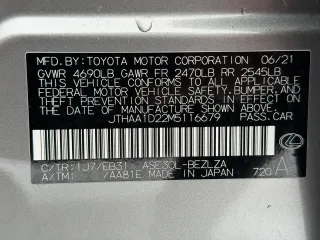 MFD. BY: TOYOTA MOTOR CORPORATION 06/21
GVWR 4690LB GAWR FR 2470LB RR 2545LB
THIS VEHICLE CONFORMS TO ALL APPLICABLE
FEDERAL MOTOR VEHICLE SAFETY, BUMPER, AND
THEFT PREVENTION STANDARDS IN EFFECT ON
THE DATE OF MANUFACTURE SHOWN ABOVE.
JTHAA1D22M5116679 PASS.CAR
C/TR: 1J7/EB31 ASE30L-BEZLZA
A/TM: /AA81E MADE IN JAPAN 720 A